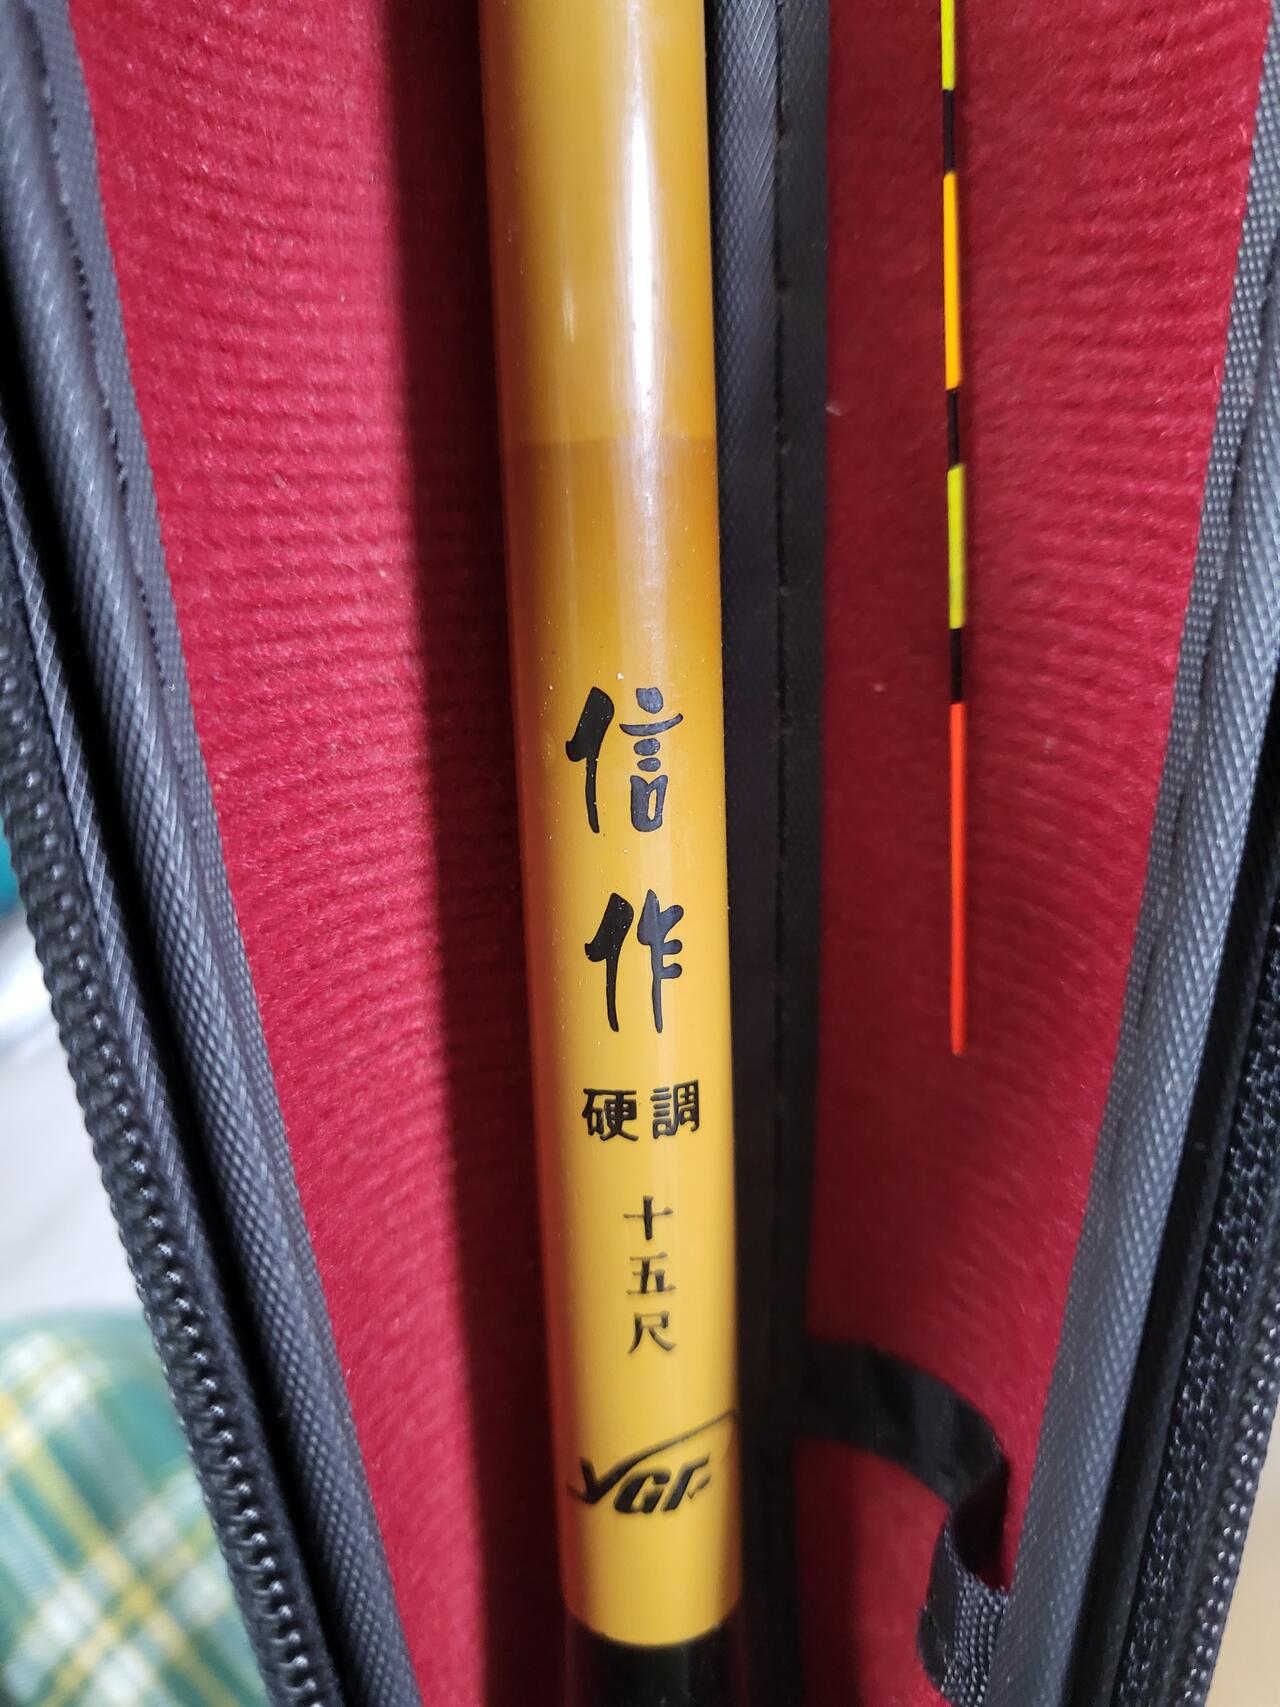 信
作
硬調
十
五
尺
YGF